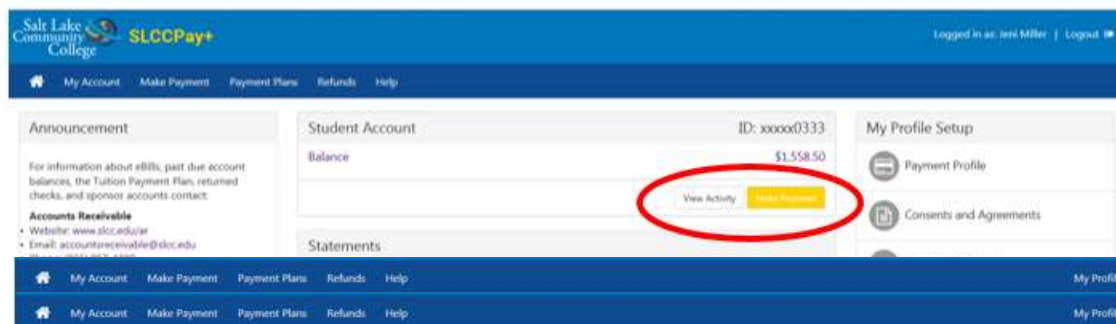 Salt Lake
Community
College
SLCCPay+
Logged in as: Jeni Miller | Logout
My Account Make Payment Payment Plans Refunds Help
Announcement
For information about eBills, past due account
balances, the Tuition Payment Plan, returned
checks, and sponsor accounts contact:
Accounts Receivable
• Website: www.slcc.edu/ar
• Email: accountsreceivable@slcc.edu
Student Account ID: xxxxx0333
Balance $1,558.50
View Activity Make Payment
Statements
My Profile Setup
Payment Profile
Consents and Agreements
My Account Make Payment Payment Plans Refunds Help My Profil
My Account Make Payment Payment Plans Refunds Help My Profil